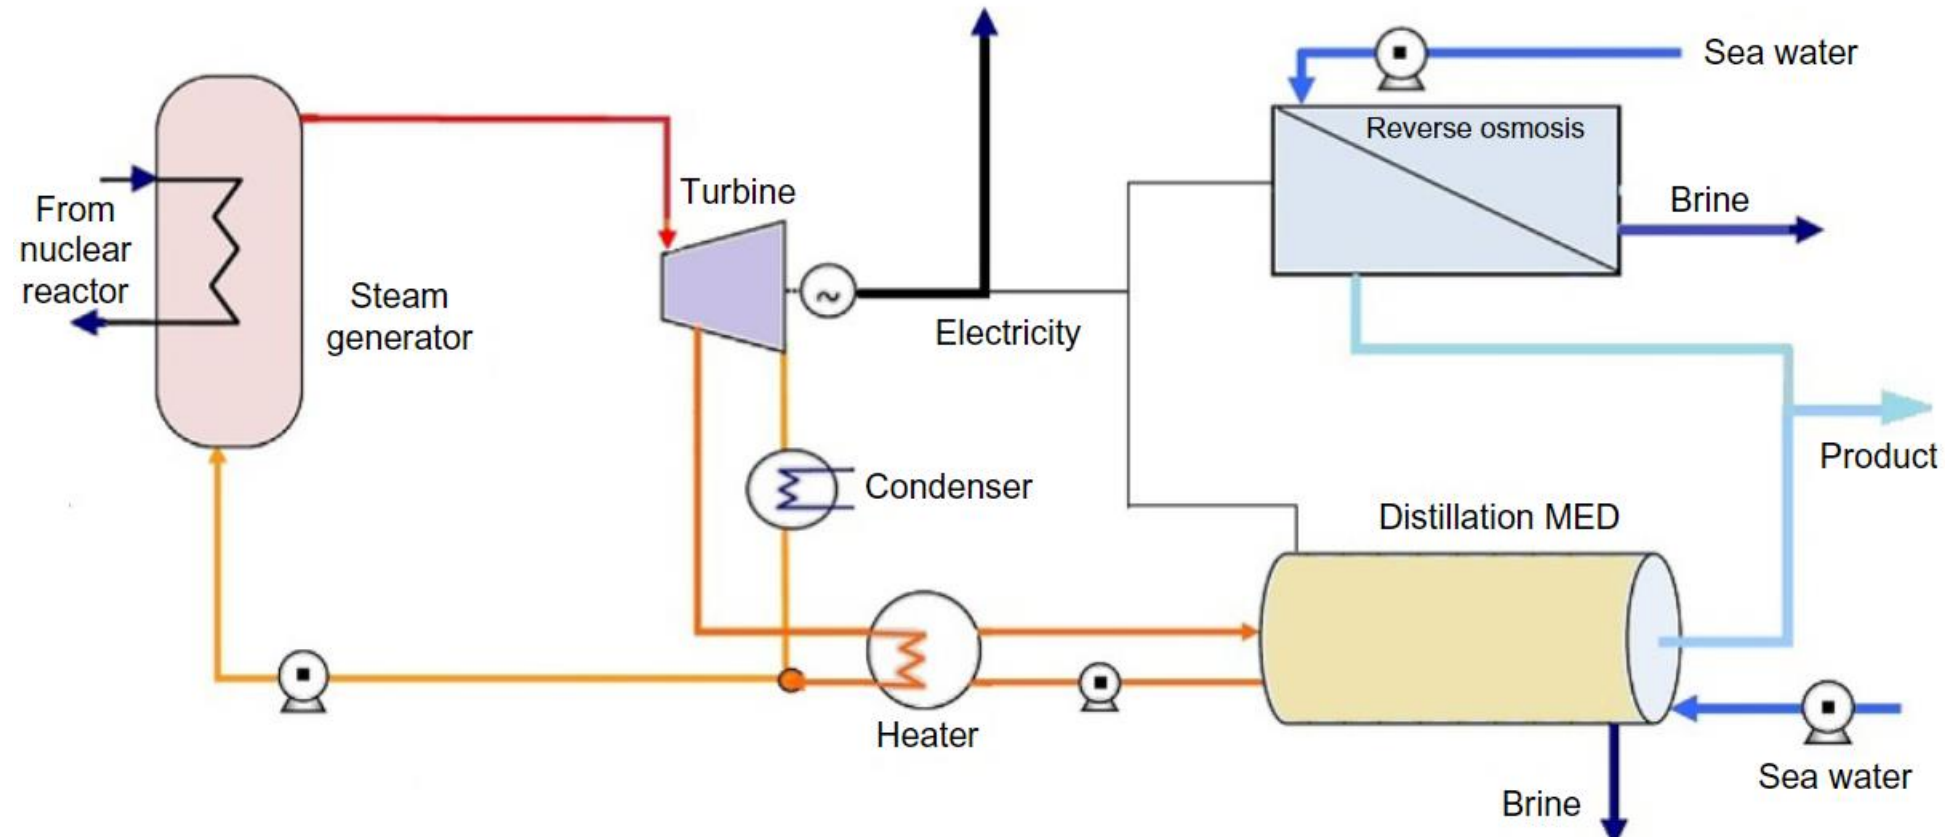 Sea water
Reverse osmosis
Turbine
Brine
From
nuclear
reactor
Steam
generator
~
Electricity
Product
Condenser
Distillation MED
Heater
Sea water
Brine